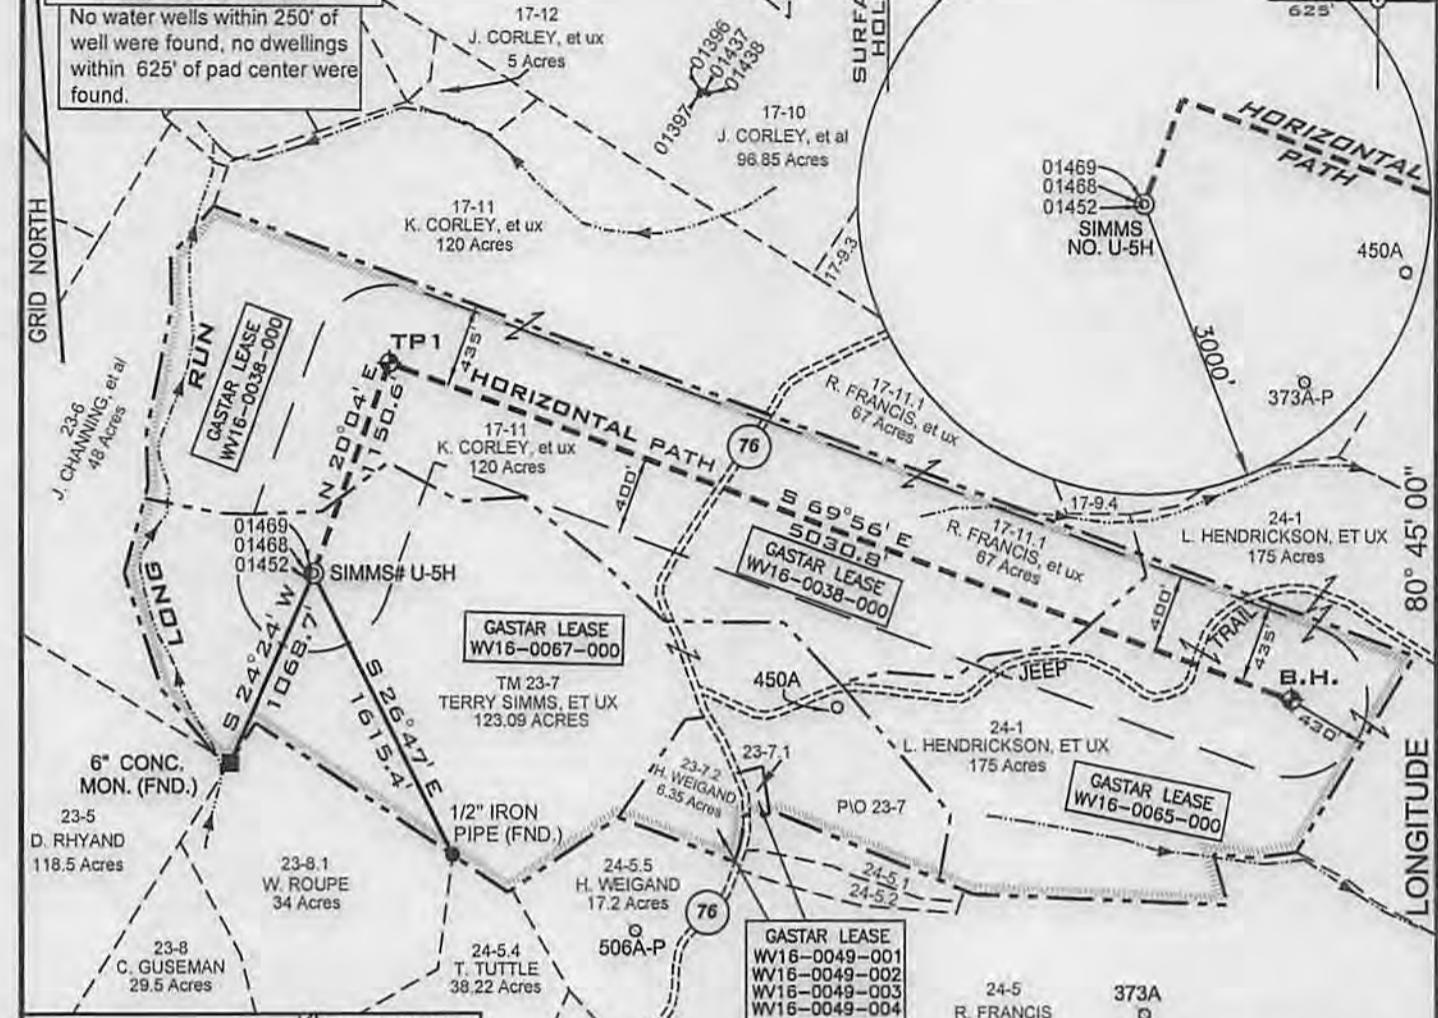 No water wells within 250' of
well were found, no dwellings
within 625' of pad center were
found.
17-12
J. CORLEY, et ux
5 Acres
01396
01437
01438
01397
17-10
J. CORLEY, et al
96.85 Acres
625'
HORIZONTAL
PATH
01469
01468
01452
SIMMS
NO. U-5H
450A
3000'
373A-P
GRID NORTH
17-11
K. CORLEY, et ux
120 Acres
17-9.3
RUN
GASTAR LEASE
WV16-0038-000
TP1
435'
HORIZONTAL PATH
17-11.1
R. FRANCIS, et ux
67 Acres
23-6
J. CHANNING, et al
48 Acres
N 20°04' E
17-11
K. CORLEY, et ux
120 Acres
400'
76
S 69°56' E
5030.8'
17-9.4
17-11.1
R. FRANCIS, et ux
67 Acres
24-1
L. HENDRICKSON, ET UX
175 Acres
80° 45' 00"
01469
01468
01452
SIMMS# U-5H
GASTAR LEASE
WV16-0038-000
400'
TRAIL
435'
LONG
S 24°24' W
1068.7'
S 26°47' E
1615.4'
GASTAR LEASE
WV16-0067-000
TM 23-7
TERRY SIMMS, ET UX
123.09 ACRES
450A
JEEP
B.H.
430'
6" CONC.
MON. (FND.)
23-7.1
23-7.2
H. WEIGAND
6.35 Acres
24-1
L. HENDRICKSON, ET UX
175 Acres
GASTAR LEASE
WV16-0065-000
LONGITUDE
1/2" IRON
PIPE (FND.)
P\O 23-7
23-5
D. RHYAND
118.5 Acres
23-8.1
W. ROUPE
34 Acres
24-5.5
H. WEIGAND
17.2 Acres
24-5.1
24-5.2
76
506A-P
23-8
C. GUSEMAN
29.5 Acres
24-5.4
T. TUTTLE
38.22 Acres
GASTAR LEASE
WV16-0049-001
WV16-0049-002
WV16-0049-003
WV16-0049-004
24-5
R. FRANCIS
373A